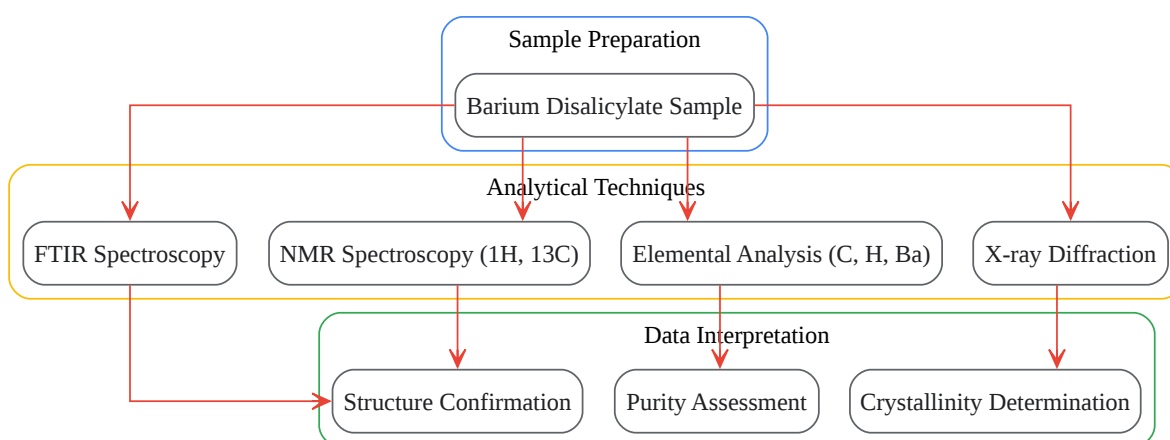 Sample Preparation
Barium Disalicylate Sample
Analytical Techniques
FTIR Spectroscopy
NMR Spectroscopy (1H, 13C)
Elemental Analysis (C, H, Ba)
X-ray Diffraction
Data Interpretation
Structure Confirmation
Purity Assessment
Crystallinity Determination